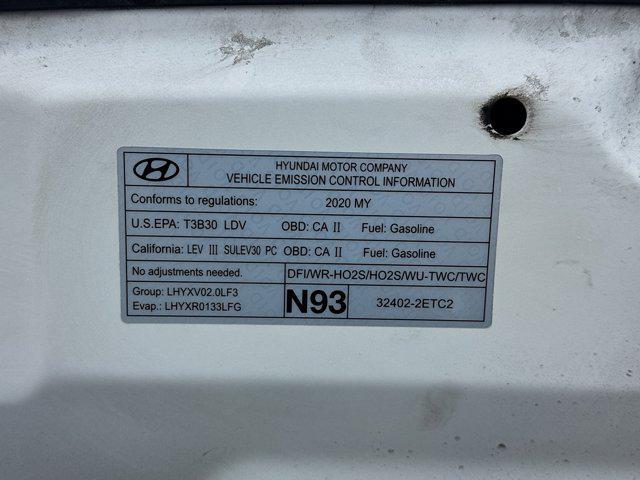 HYUNDAI MOTOR COMPANY
VEHICLE EMISSION CONTROL INFORMATION
Conforms to regulations: 2020 MY
U.S.EPA: T3B30 LDV OBD: CA II Fuel: Gasoline
California: LEV III SULEV30 PC OBD: CA II Fuel: Gasoline
No adjustments needed. DFI/WR-HO2S/HO2S/WU-TWC/TWC
Group: LHYXV02.0LF3
Evap.: LHYXR0133LFG
N93
32402-2ETC2